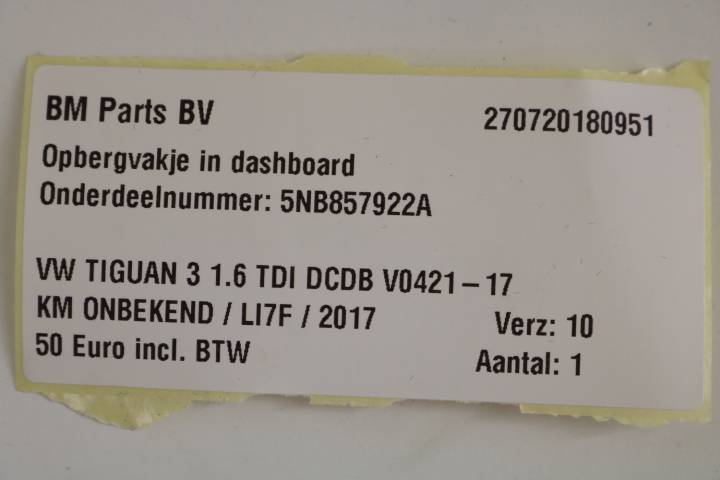 BM Parts BV 270720180951
Opbergvakje in dashboard
Onderdeelnummer: 5NB857922A
VW TIGUAN 3 1.6 TDI DCDB V0421-17
KM ONBEKEND / LI7F / 2017 Verz: 10
50 Euro incl. BTW Aantal: 1